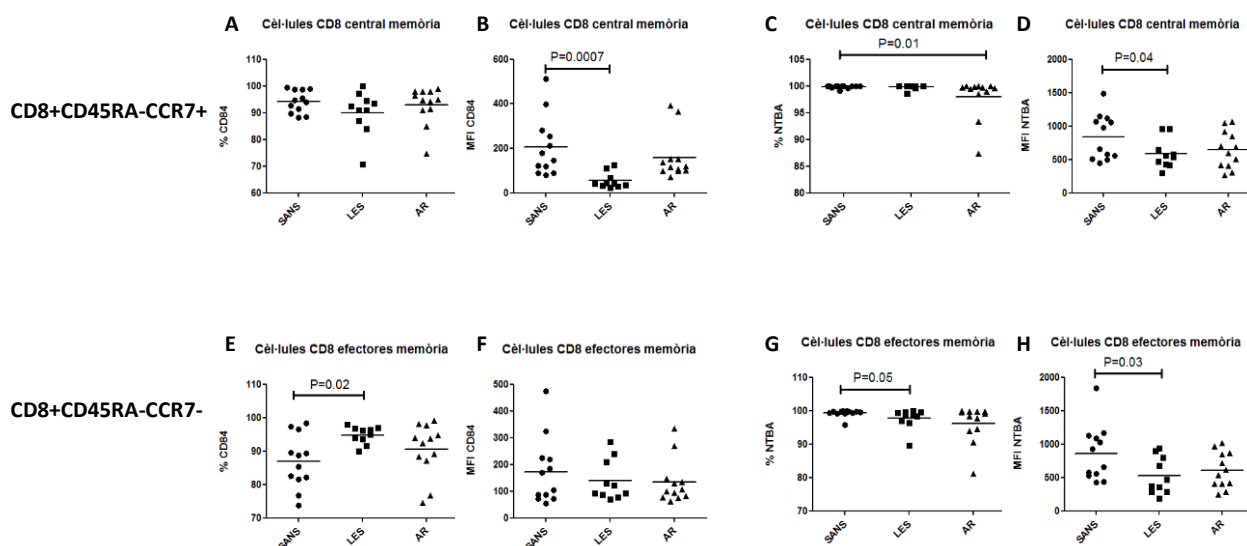 A
Cèl·lules CD8 central memòria
% CD84
100
90
80
70
60
SANS
LES
AR
B
Cèl·lules CD8 central memòria
P=0.0007
MFI CD84
600
400
200
0
SANS
LES
AR
C
Cèl·lules CD8 central memòria
P=0.01
% NTBA
105
100
95
90
85
80
SANS
LES
AR
D
Cèl·lules CD8 central memòria
P=0.04
MFI NTBA
2000
1500
1000
500
0
SANS
LES
AR
CD8+CD45RA-CCR7+
E
Cèl·lules CD8 efectores memòria
P=0.02
% CD84
110
100
90
80
70
SANS
LES
AR
F
Cèl·lules CD8 efectores memòria
MFI CD84
500
400
300
200
100
0
SANS
LES
AR
G
Cèl·lules CD8 efectores memòria
P=0.05
% NTBA
110
100
90
80
70
SANS
LES
AR
H
Cèl·lules CD8 efectores memòria
P=0.03
MFI NTBA
2000
1500
1000
500
0
SANS
LES
AR
CD8+CD45RA-CCR7-